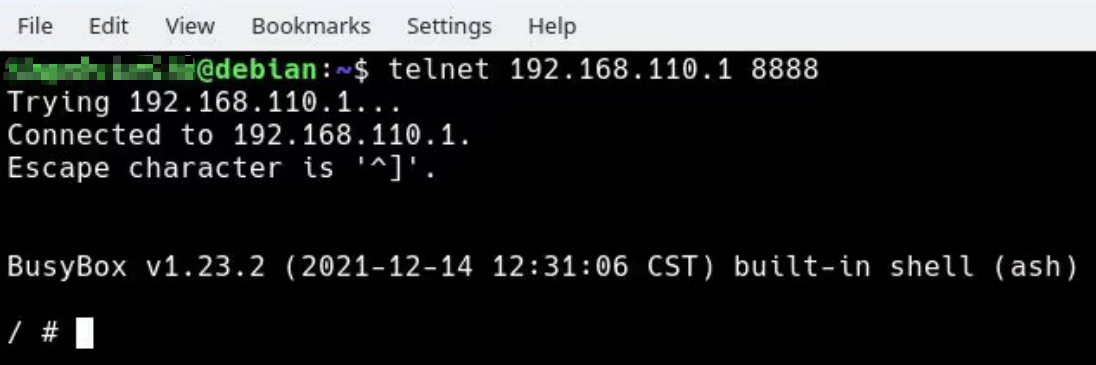 File Edit View Bookmarks Settings Help
@debian:~$ telnet 192.168.110.1 8888
Trying 192.168.110.1...
Connected to 192.168.110.1.
Escape character is '^]'.
BusyBox v1.23.2 (2021-12-14 12:31:06 CST) built-in shell (ash)
/ #